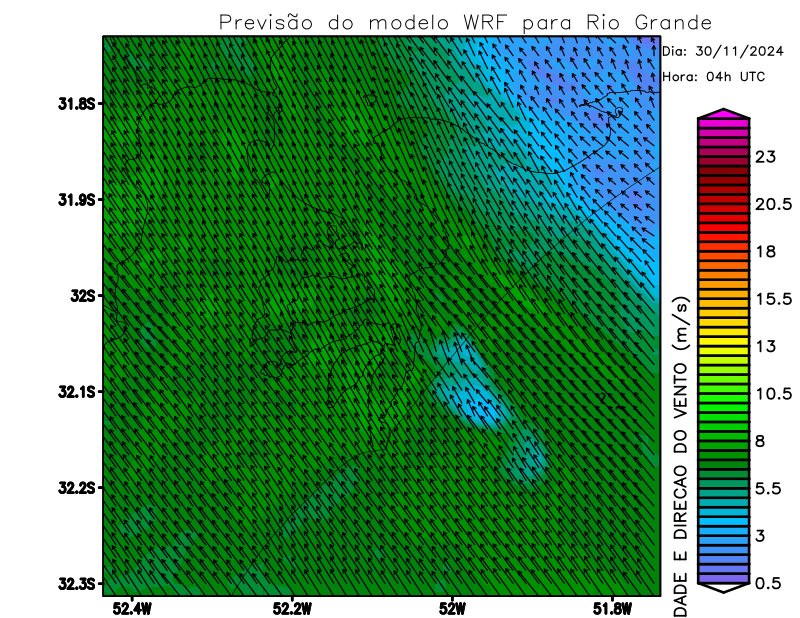 Previsão do modelo WRF para Rio Grande
Dia: 30/11/2024
Hora: 04h UTC
31.8S
31.9S
32S
32.1S
32.2S
32.3S
52.4W
52.2W
52W
51.8W
23
20.5
18
15.5
13
10.5
8
5.5
3
0.5
DADE E DIRECAO DO VENTO (m/s)